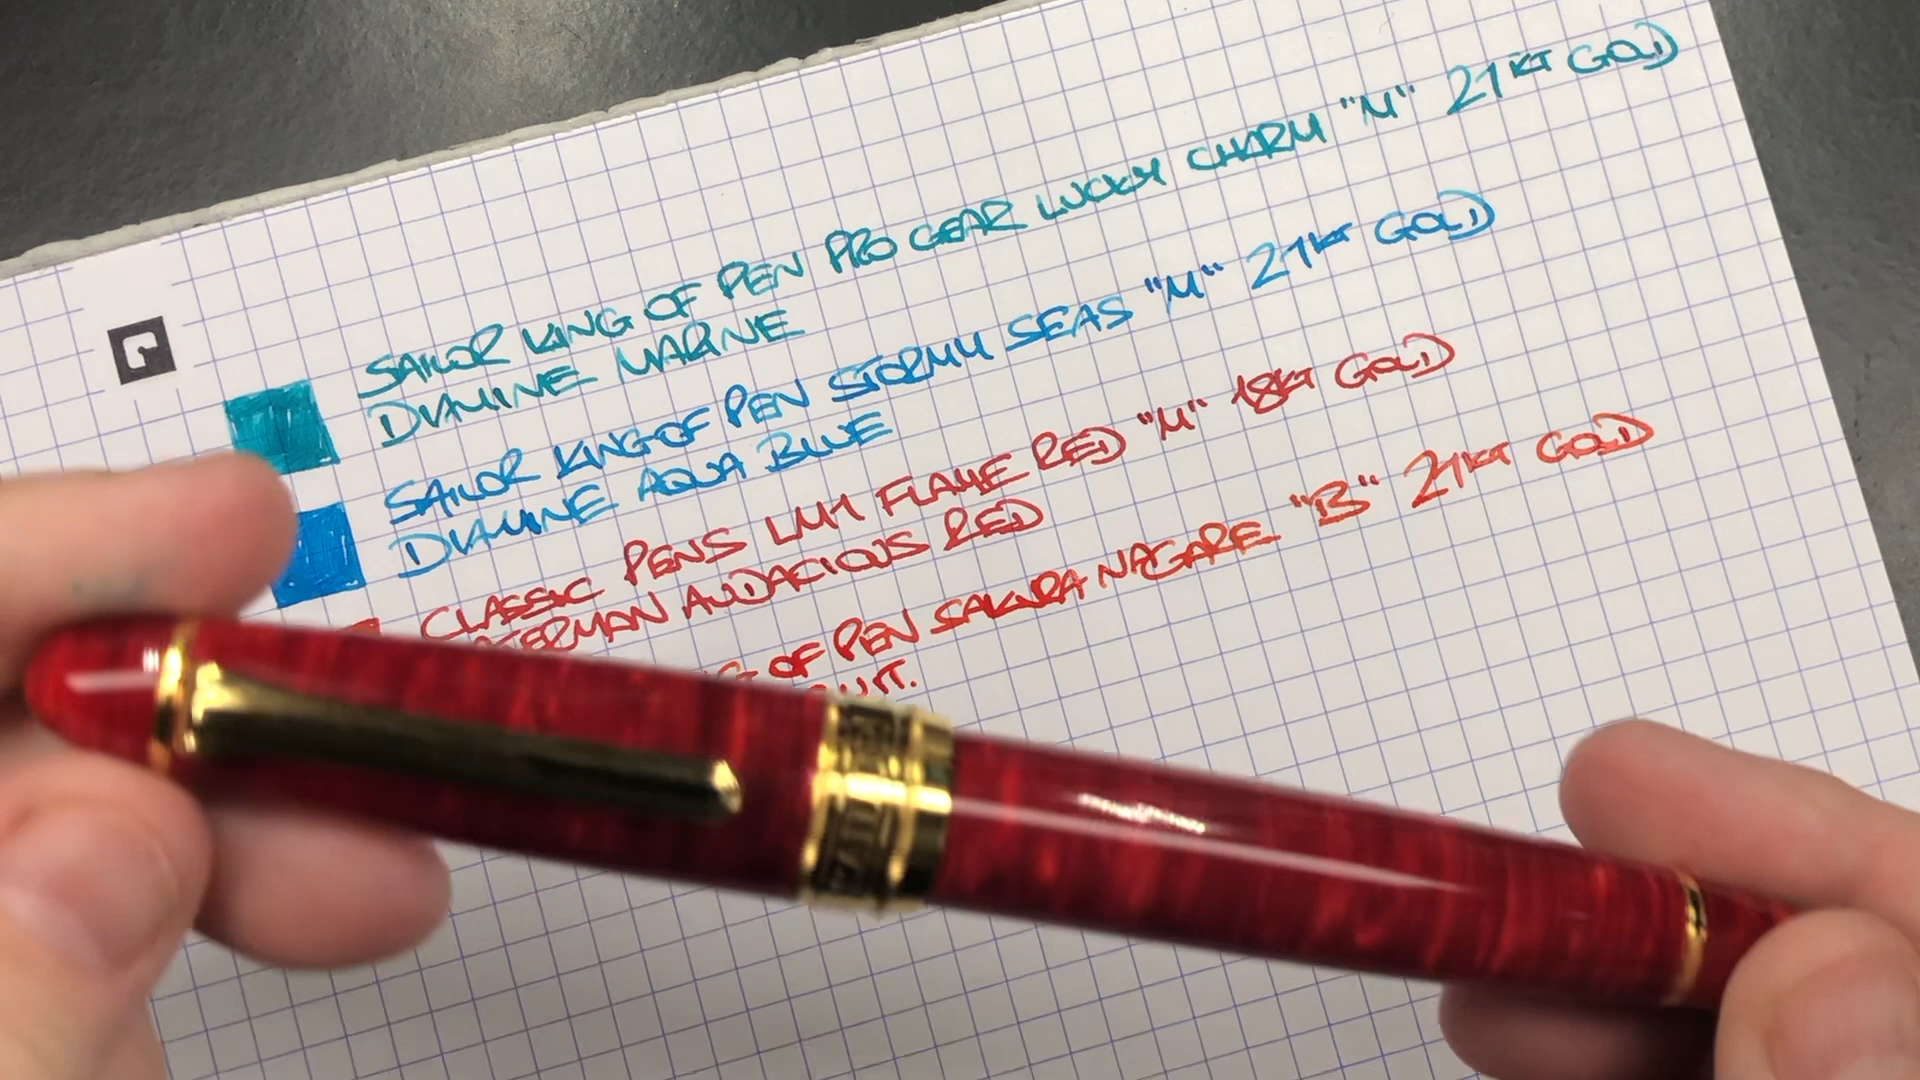 SAILOR KING OF PEN PRO GEAR LUCKY CHARM "M" 21KT GOLD
DIAMINE MARINE
SAILOR KING OF PEN STORMY SEAS "M" 21KT GOLD
DIAMINE AQUA BLUE
CLASSIC PENS LM1 FLAME RED "M" 18KT GOLD
TERMAN AUDACIOUS RED
OF PEN SAKURA NAGARE "B" 21KT GOLD